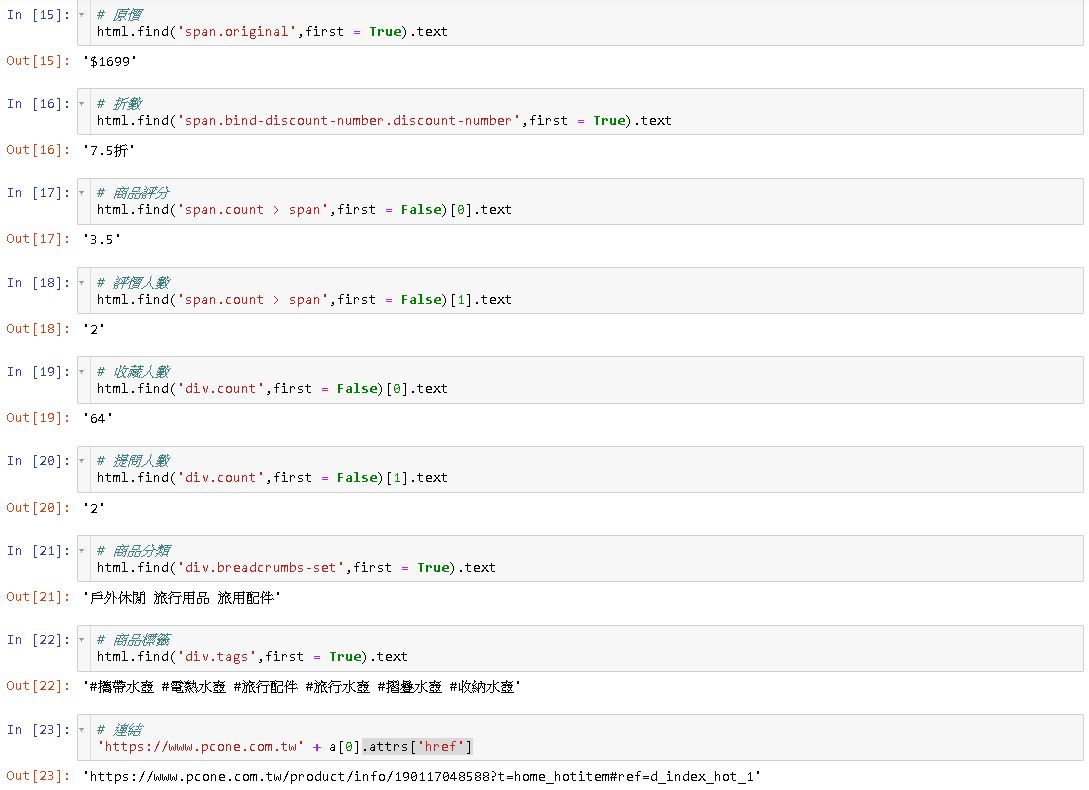 In [15]: # 原價
html.find('span.original',first = True).text
Out[15]: '$1699'
In [16]: # 折數
html.find('span.bind-discount-number.discount-number',first = True).text
Out[16]: '7.5折'
In [17]: # 商品評分
html.find('span.count > span',first = False)[0].text
Out[17]: '3.5'
In [18]: # 評價人數
html.find('span.count > span',first = False)[1].text
Out[18]: '2'
In [19]: # 收藏人數
html.find('div.count',first = False)[0].text
Out[19]: '64'
In [20]: # 提問人數
html.find('div.count',first = False)[1].text
Out[20]: '2'
In [21]: # 商品分類
html.find('div.breadcrumbs-set',first = True).text
Out[21]: '戶外休閒 旅行用品 旅用配件'
In [22]: # 商品標籤
html.find('div.tags',first = True).text
Out[22]: '#攜帶水壺 #電熱水壺 #旅行配件 #旅行水壺 #摺疊水壺 #收納水壺'
In [23]: # 連結
'https://www.pcone.com.tw' + a[0].attrs['href']
Out[23]: 'https://www.pcone.com.tw/product/info/190117048588?t=home_hotitem#ref=d_index_hot_1'